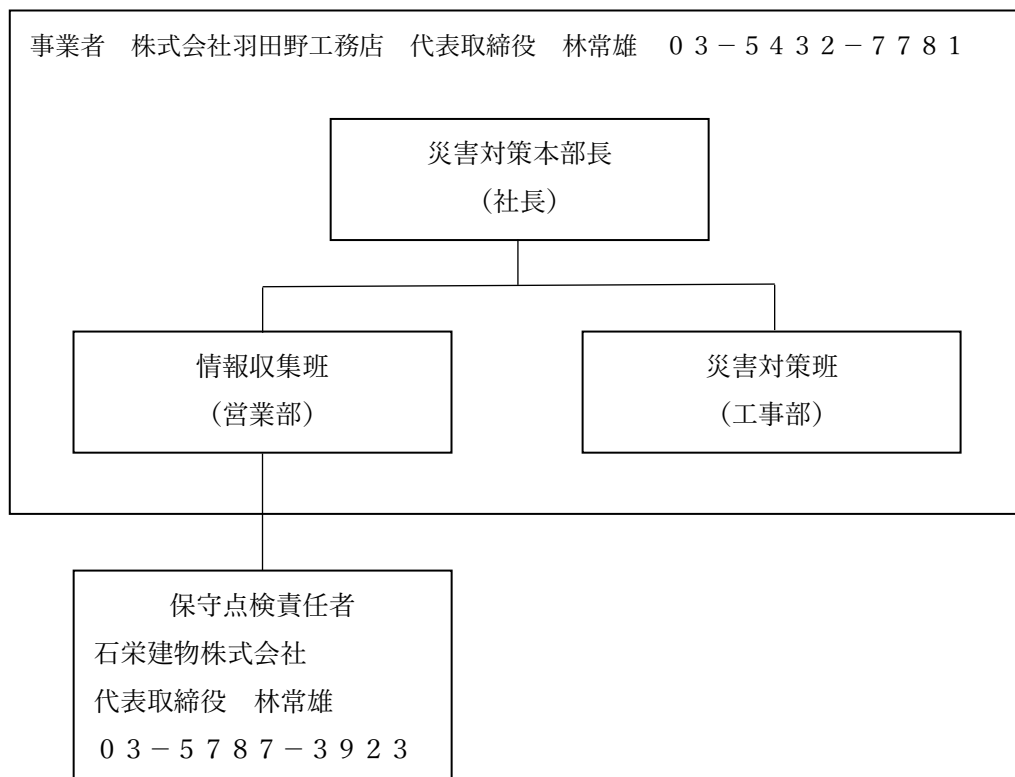 事業者　株式会社羽田野工務店　代表取締役　林常雄　０３－５４３２－７７８１
災害対策本部長
（社長）
情報収集班
（営業部）
災害対策班
（工事部）
保守点検責任者
石栄建物株式会社
代表取締役　林常雄
０３－５７８７－３９２３